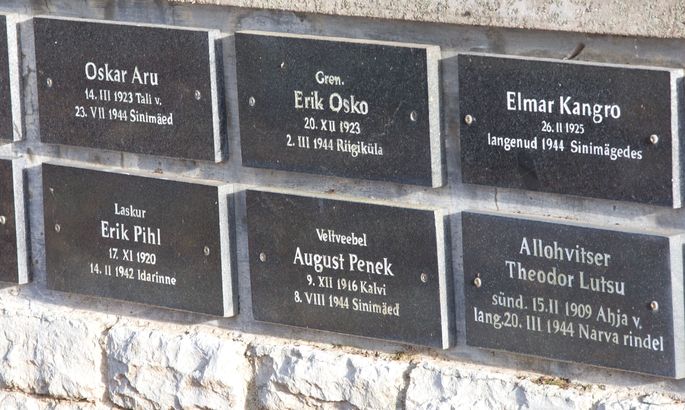 Oskar Aru
14. III 1923 Tali v.
23. VII 1944 Sinimäed
Gren.
Erik Osko
20. XII 1923
2. III 1944 Riigiküla
Elmar Kangro
26. II 1925
langenud 1944 Sinimägedes
Laskur
Erik Pihl
17. XI 1920
14. II 1942 Idarinne
Veltveebel
August Penek
9. XII 1916 Kalvi
8. VIII 1944 Sinimäed
Allohvitser
Theodor Lutsu
sünd. 15. II 1909 Ahja v.
lang. 20. III 1944 Narva rindel